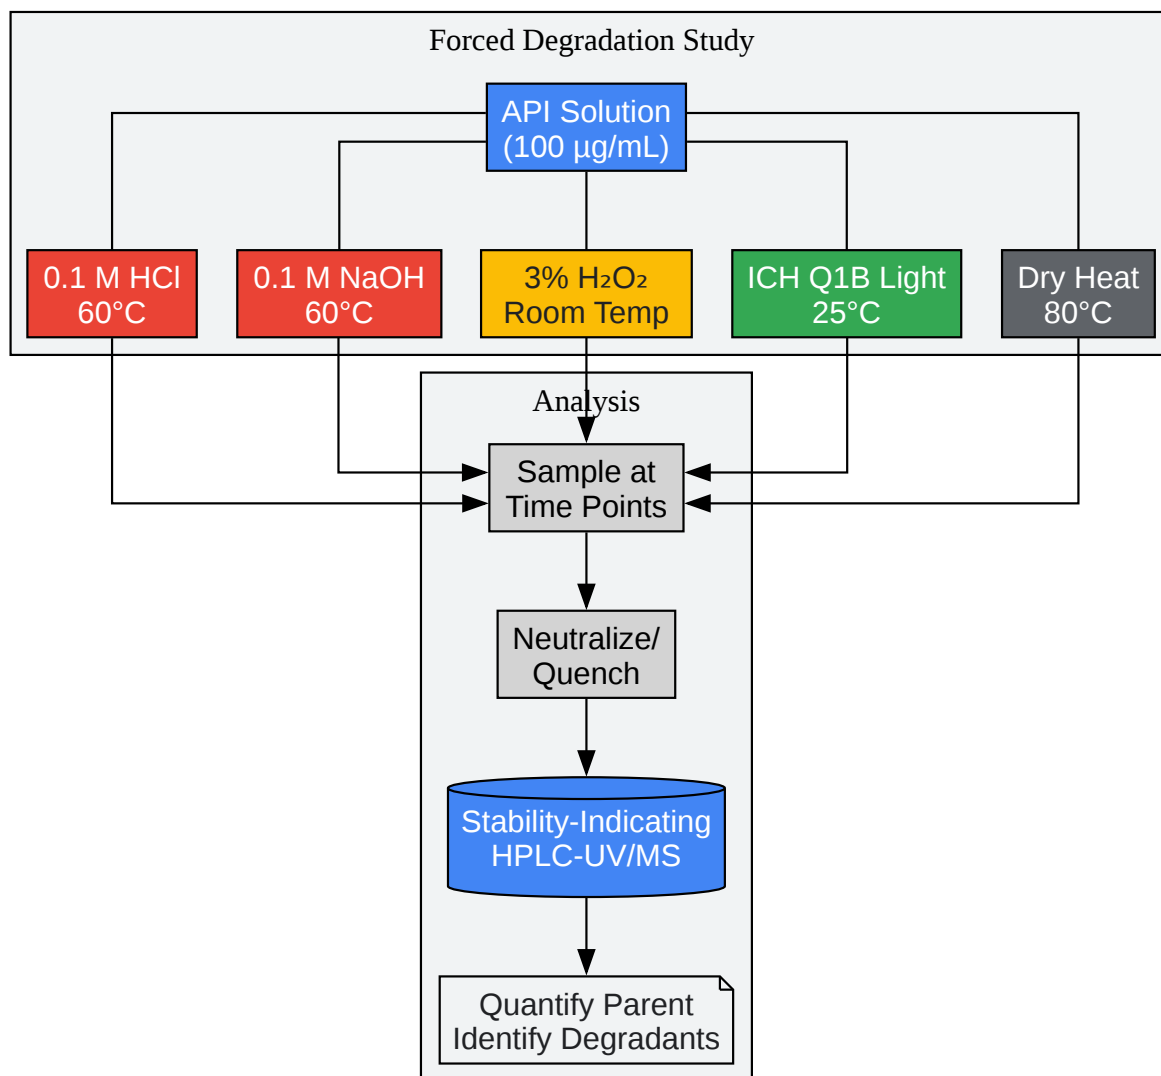 Forced Degradation Study
API Solution
(100 µg/mL)
0.1 M HCl
60°C
0.1 M NaOH
60°C
3% H₂O₂
Room Temp
ICH Q1B Light
25°C
Dry Heat
80°C
Analysis
Sample at
Time Points
Neutralize/
Quench
Stability-Indicating
HPLC-UV/MS
Quantify Parent
Identify Degradants